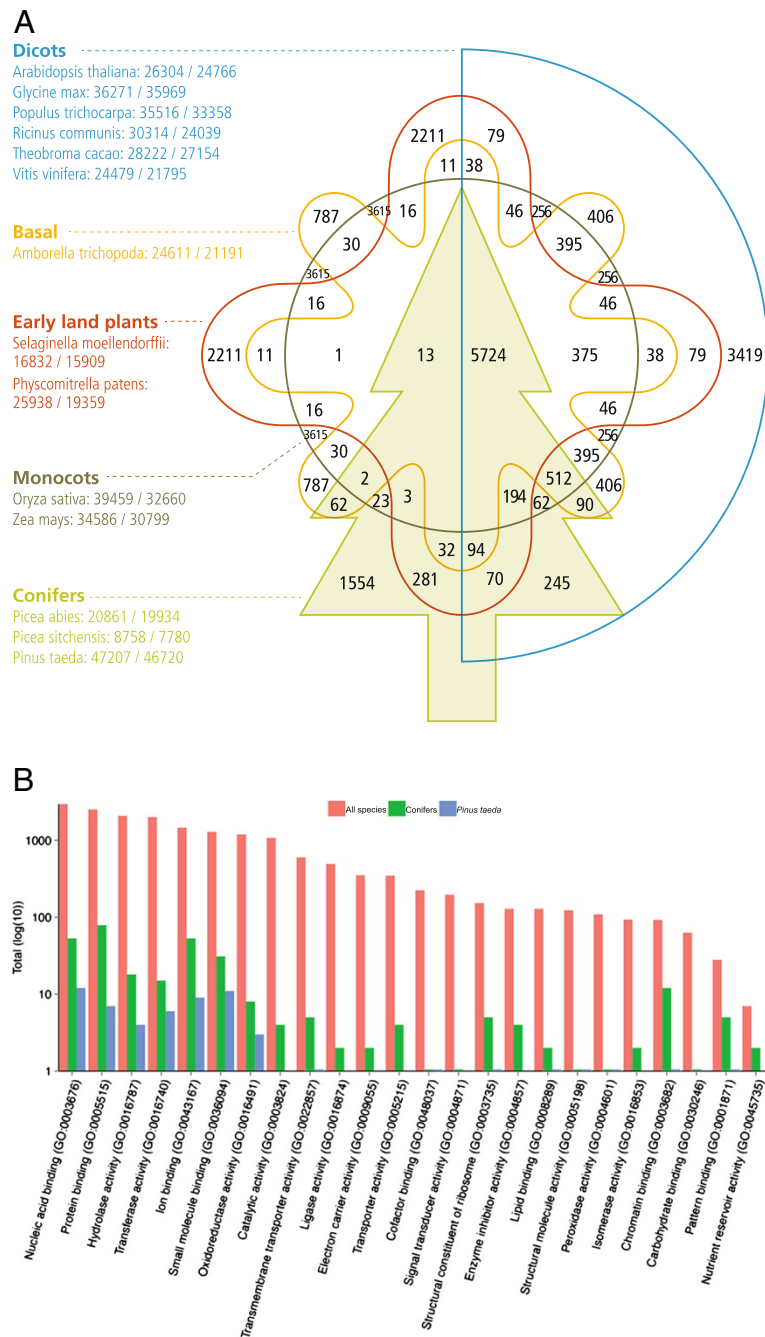 A
Dicots
Arabidopsis thaliana: 26304 / 24766
Glycine max: 36271 / 35969
Populus trichocarpa: 35516 / 33358
Ricinus communis: 30314 / 24039
Theobroma cacao: 28222 / 27154
Vitis vinifera: 24479 / 21795
Basal
Amborella trichopoda: 24611 / 21191
Early land plants
Selaginella moellendorffii:
16832 / 15909
Physcomitrella patens:
25938 / 19359
Monocots
Oryza sativa: 39459 / 32660
Zea mays: 34586 / 30799
Conifers
Picea abies: 20861 / 19934
Picea sitchensis: 8758 / 7780
Pinus taeda: 47207 / 46720
2211 79
11 38
787 3615 16 46 256 406
30 395
3615 256
16 46
2211 11 1 13 5724 375 38 79 3419
16 46
3615 256
30 395
787 2 512 406
62 23 3 194 62 90
32 94
1554 281 70 245
B
All species Conifers Pinus taeda
Total (log(10))
1000
100
10
1
Nucleic acid binding (GO:0003676)
Protein binding (GO:0005515)
Hydrolase activity (GO:0016787)
Transferase activity (GO:0016740)
Ion binding (GO:0043167)
Small molecule binding (GO:0036094)
Oxidoreductase activity (GO:0016491)
Catalytic activity (GO:0003824)
Transmembrane transporter activity (GO:0022857)
Ligase activity (GO:0016874)
Electron carrier activity (GO:0009055)
Transporter activity (GO:0005215)
Cofactor binding (GO:0048037)
Signal transducer activity (GO:0004871)
Structural constituent of ribosome (GO:0003735)
Enzyme inhibitor activity (GO:0004857)
Lipid binding (GO:0008289)
Structural molecule activity (GO:0005198)
Peroxidase activity (GO:0004601)
Isomerase activity (GO:0016853)
Chromatin binding (GO:0003682)
Carbohydrate binding (GO:0030246)
Pattern binding (GO:0001871)
Nutrient reservoir activity (GO:0045735)